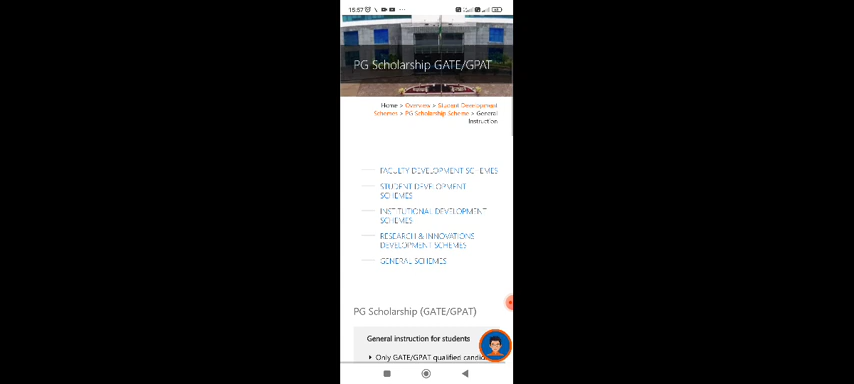 15:57
PG Scholarship GATE/GPAT
Home > Overview > Student Development
Schemes > PG Scholarship Scheme > General
Instruction
FACULTY DEVELOPMENT SCHEMES
STUDENT DEVELOPMENT
SCHEMES
INSTITUTIONAL DEVELOPMENT
SCHEMES
RESEARCH & INNOVATIONS
DEVELOPMENT SCHEMES
GENERAL SCHEMES
PG Scholarship (GATE/GPAT)
General instruction for students
Only GATE/GPAT qualified